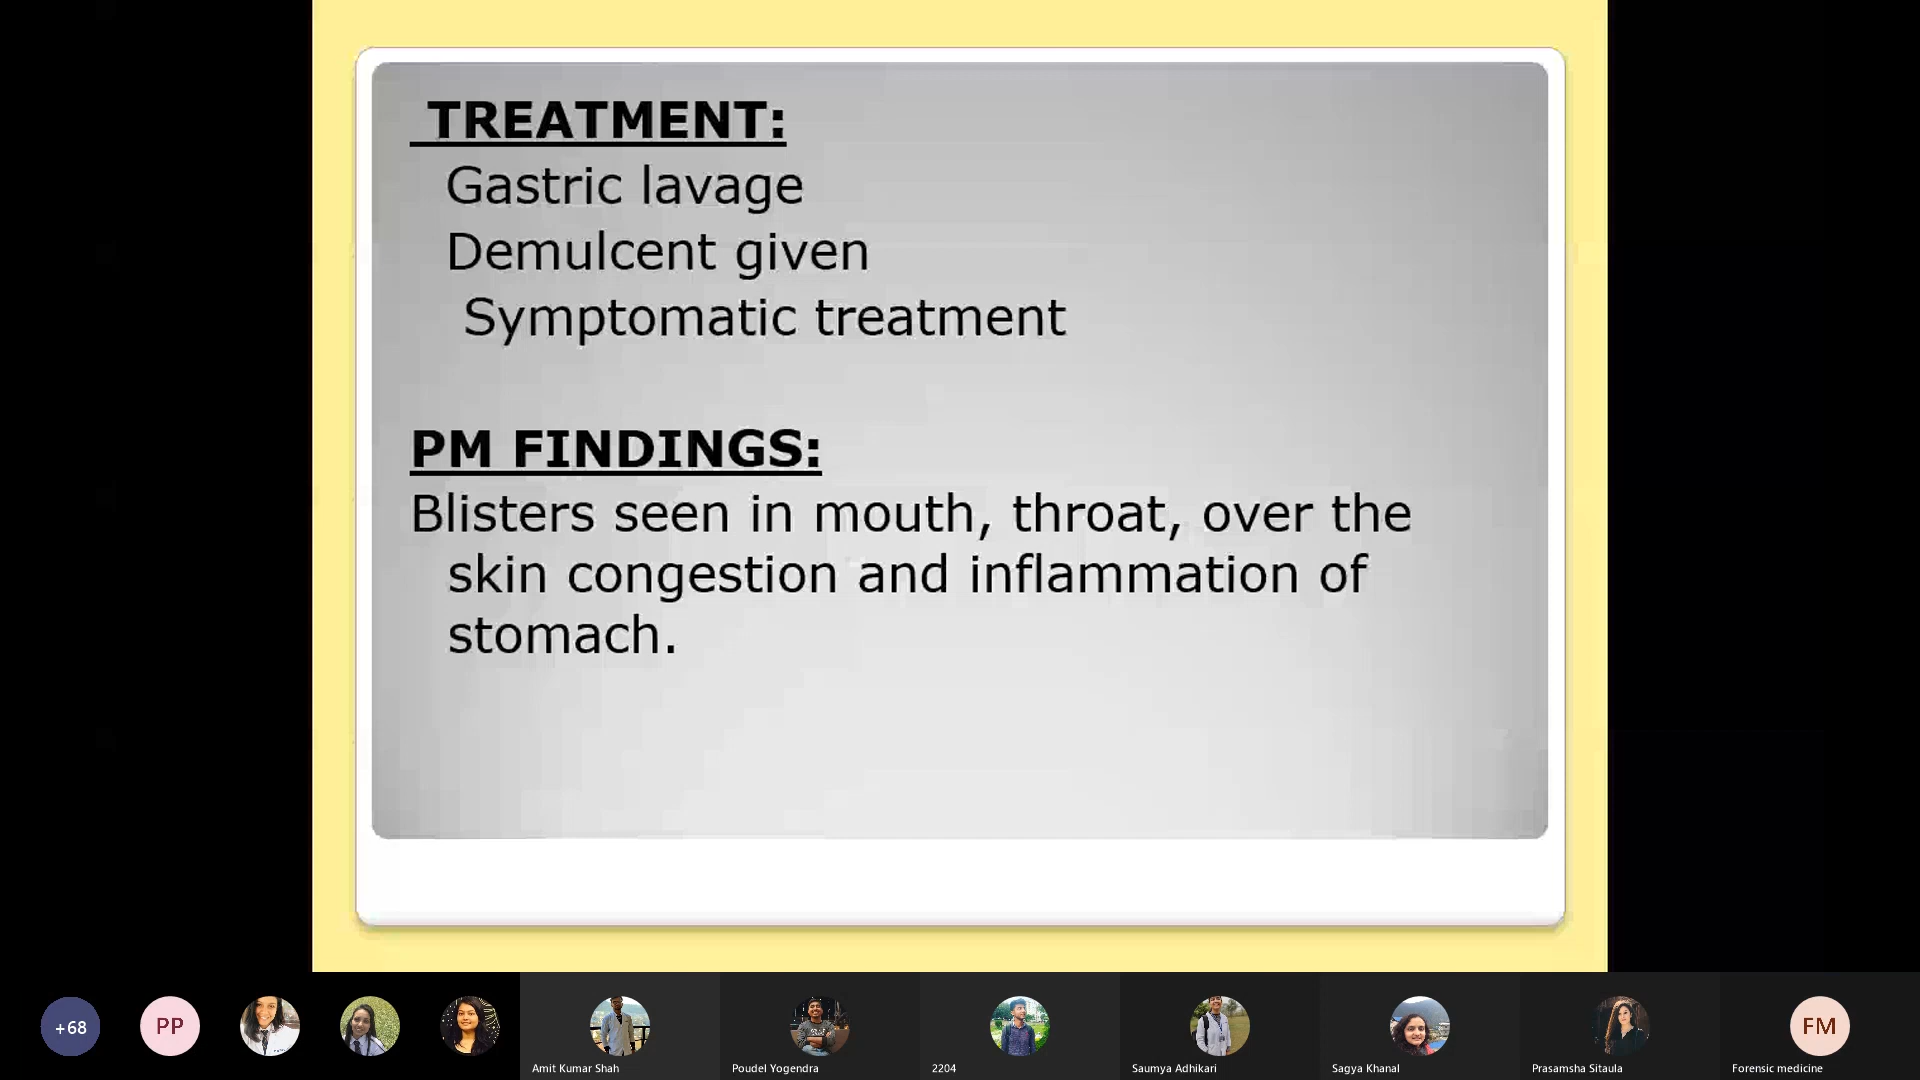 TREATMENT:
Gastric lavage
Demulcent given
Symptomatic treatment
PM FINDINGS:
Blisters seen in mouth, throat, over the
skin congestion and inflammation of
stomach.
+68
PP
FM
Amit Kumar Shah
Poudel Yogendra
2204
Saumya Adhikari
Sagya Khanal
Prasamsha Sitaula
Forensic medicine